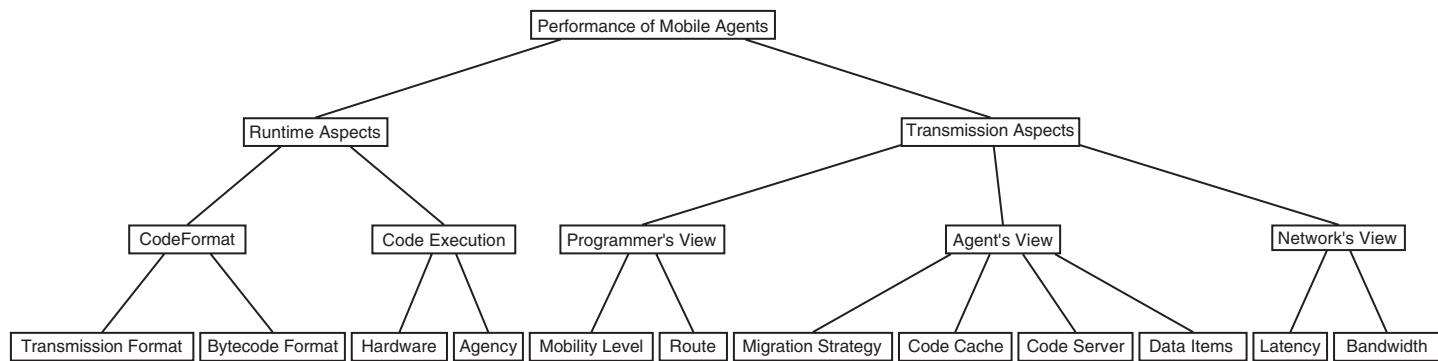 Performance of Mobile Agents
Runtime Aspects
Transmission Aspects
CodeFormat
Code Execution
Programmer's View
Agent's View
Network's View
Transmission Format
Bytecode Format
Hardware
Agency
Mobility Level
Route
Migration Strategy
Code Cache
Code Server
Data Items
Latency
Bandwidth